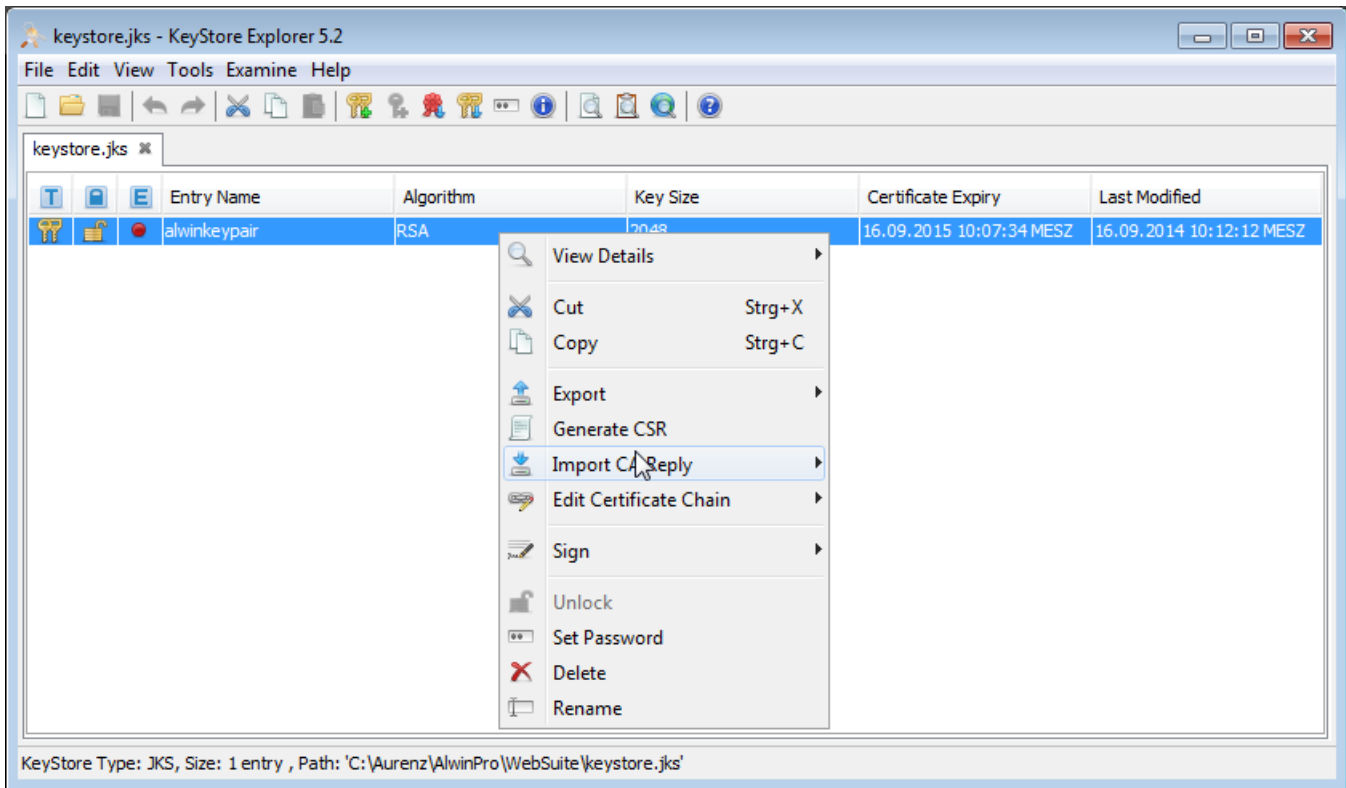 keystore.jks - KeyStore Explorer 5.2
File Edit View Tools Examine Help
keystore.jks
T E Entry Name Algorithm Key Size Certificate Expiry Last Modified
alwinkeypair RSA 2048 16.09.2015 10:07:34 MESZ 16.09.2014 10:12:12 MESZ
View Details
Cut Strg+X
Copy Strg+C
Export
Generate CSR
Import CA Reply
Edit Certificate Chain
Sign
Unlock
Set Password
Delete
Rename
KeyStore Type: JKS, Size: 1 entry , Path: 'C:\Aurenz\AlwinPro\WebSuite\keystore.jks'